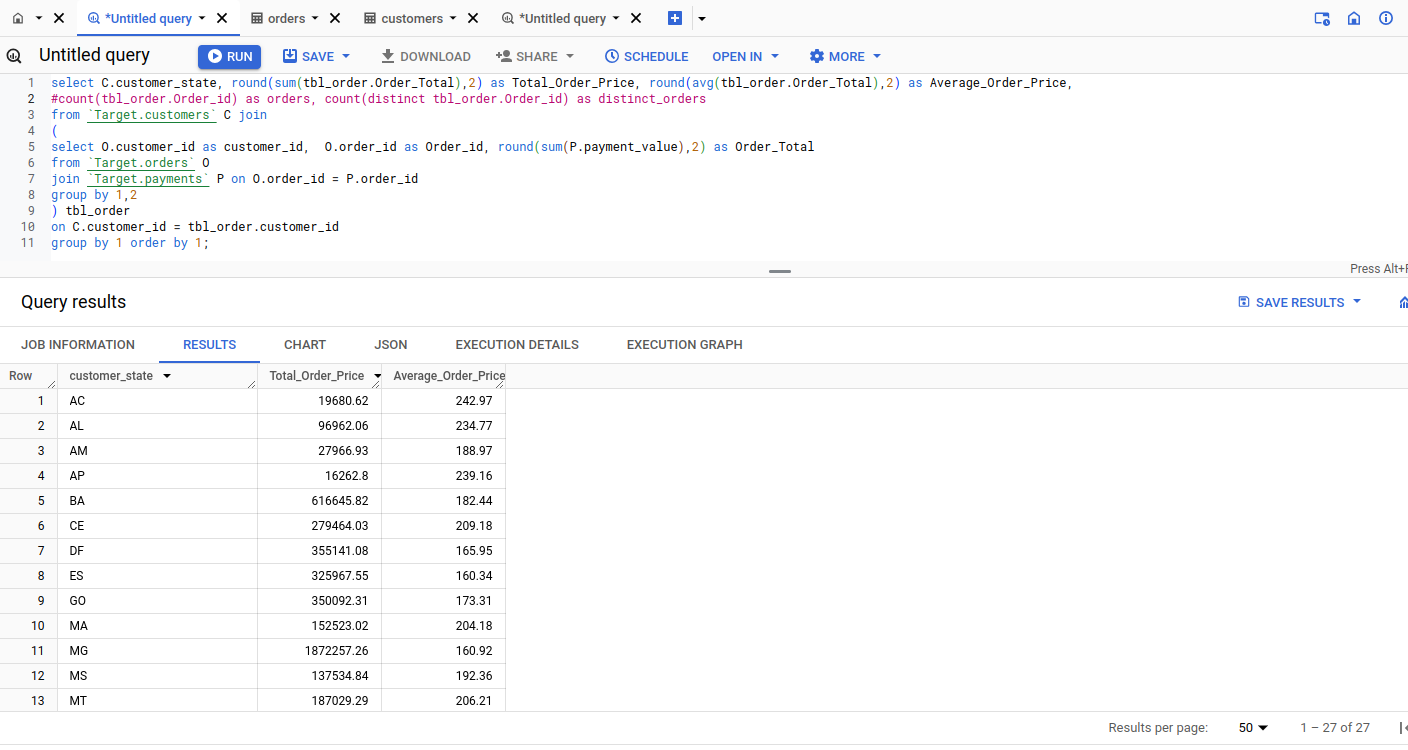 *Untitled query orders customers *Untitled query
Untitled query RUN SAVE DOWNLOAD SHARE SCHEDULE OPEN IN MORE
1 select C.customer_state, round(sum(tbl_order.Order_Total),2) as Total_Order_Price, round(avg(tbl_order.Order_Total),2) as Average_Order_Price,
2 #count(tbl_order.Order_id) as orders, count(distinct tbl_order.Order_id) as distinct_orders
3 from `Target.customers` C join
4 (
5 select O.customer_id as customer_id,  O.order_id as Order_id, round(sum(P.payment_value),2) as Order_Total
6 from `Target.orders` O
7 join `Target.payments` P on O.order_id = P.order_id
8 group by 1,2
9 ) tbl_order
10 on C.customer_id = tbl_order.customer_id
11 group by 1 order by 1;
Press Alt+F
Query results SAVE RESULTS
JOB INFORMATION RESULTS CHART JSON EXECUTION DETAILS EXECUTION GRAPH
Row customer_state Total_Order_Price Average_Order_Price
1 AC 19680.62 242.97
2 AL 96962.06 234.77
3 AM 27966.93 188.97
4 AP 16262.8 239.16
5 BA 616645.82 182.44
6 CE 279464.03 209.18
7 DF 355141.08 165.95
8 ES 325967.55 160.34
9 GO 350092.31 173.31
10 MA 152523.02 204.18
11 MG 1872257.26 160.92
12 MS 137534.84 192.36
13 MT 187029.29 206.21
Results per page: 50 1 – 27 of 27